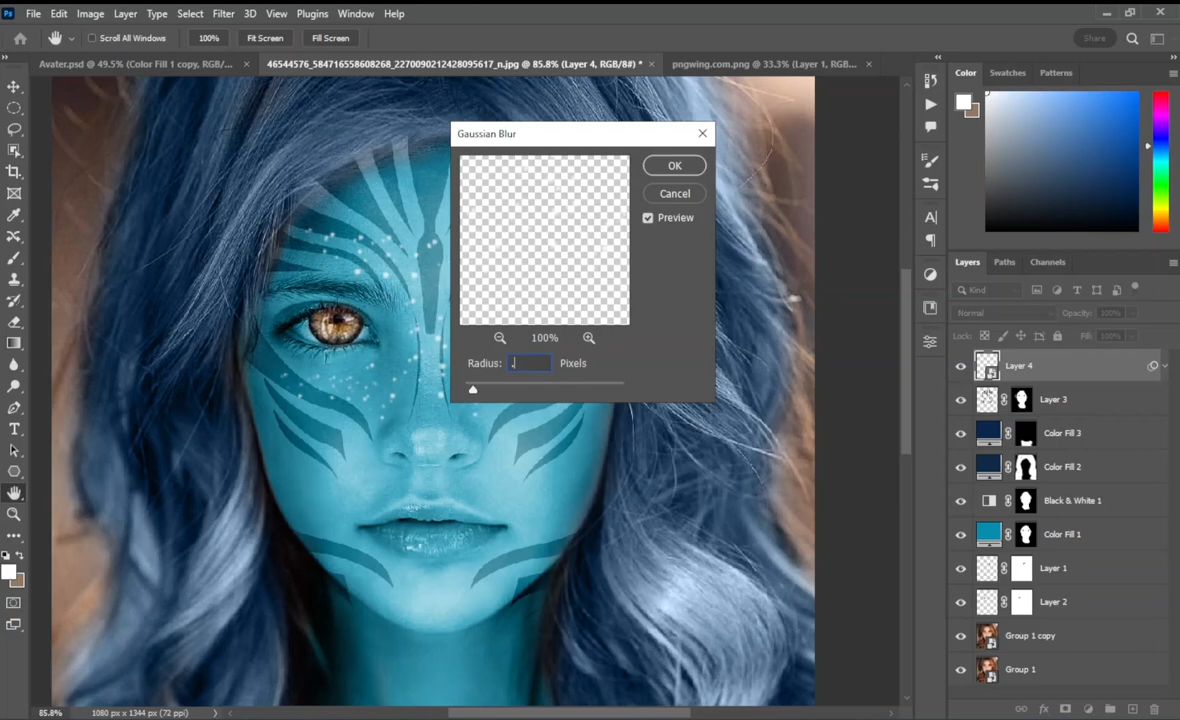 Ps File Edit Image Layer Type Select Filter 3D View Plugins Window Help
Scroll All Windows 100% Fit Screen Fill Screen Share
Avater.psd @ 49.5% (Color Fill 1 copy, RGB/... × 46544576_584716558608268_2270090212428095617_n.jpg @ 85.8% (Layer 4, RGB/8#) * × pngwing.com.png @ 33.3% (Layer 1, RGB... ×
Color Swatches Patterns
Gaussian Blur
OK
Cancel
Preview
100%
Radius: . Pixels
Layers Paths Channels
Kind
Normal Opacity: 100%
Lock: Fill: 100%
Layer 4
Layer 3
Color Fill 3
Color Fill 2
Black & White 1
Color Fill 1
Layer 1
Layer 2
Group 1 copy
Group 1
85.8% 1080 px x 1344 px (72 ppi)